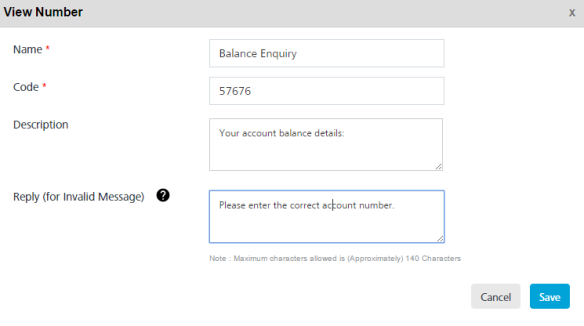 View Number
x
Name *
Balance Enquiry
Code *
57676
Description
Your account balance details:
Reply (for Invalid Message) ?
Please enter the correct account number.
Note : Maximum characters allowed is (Approximately) 140 Characters
Cancel
Save